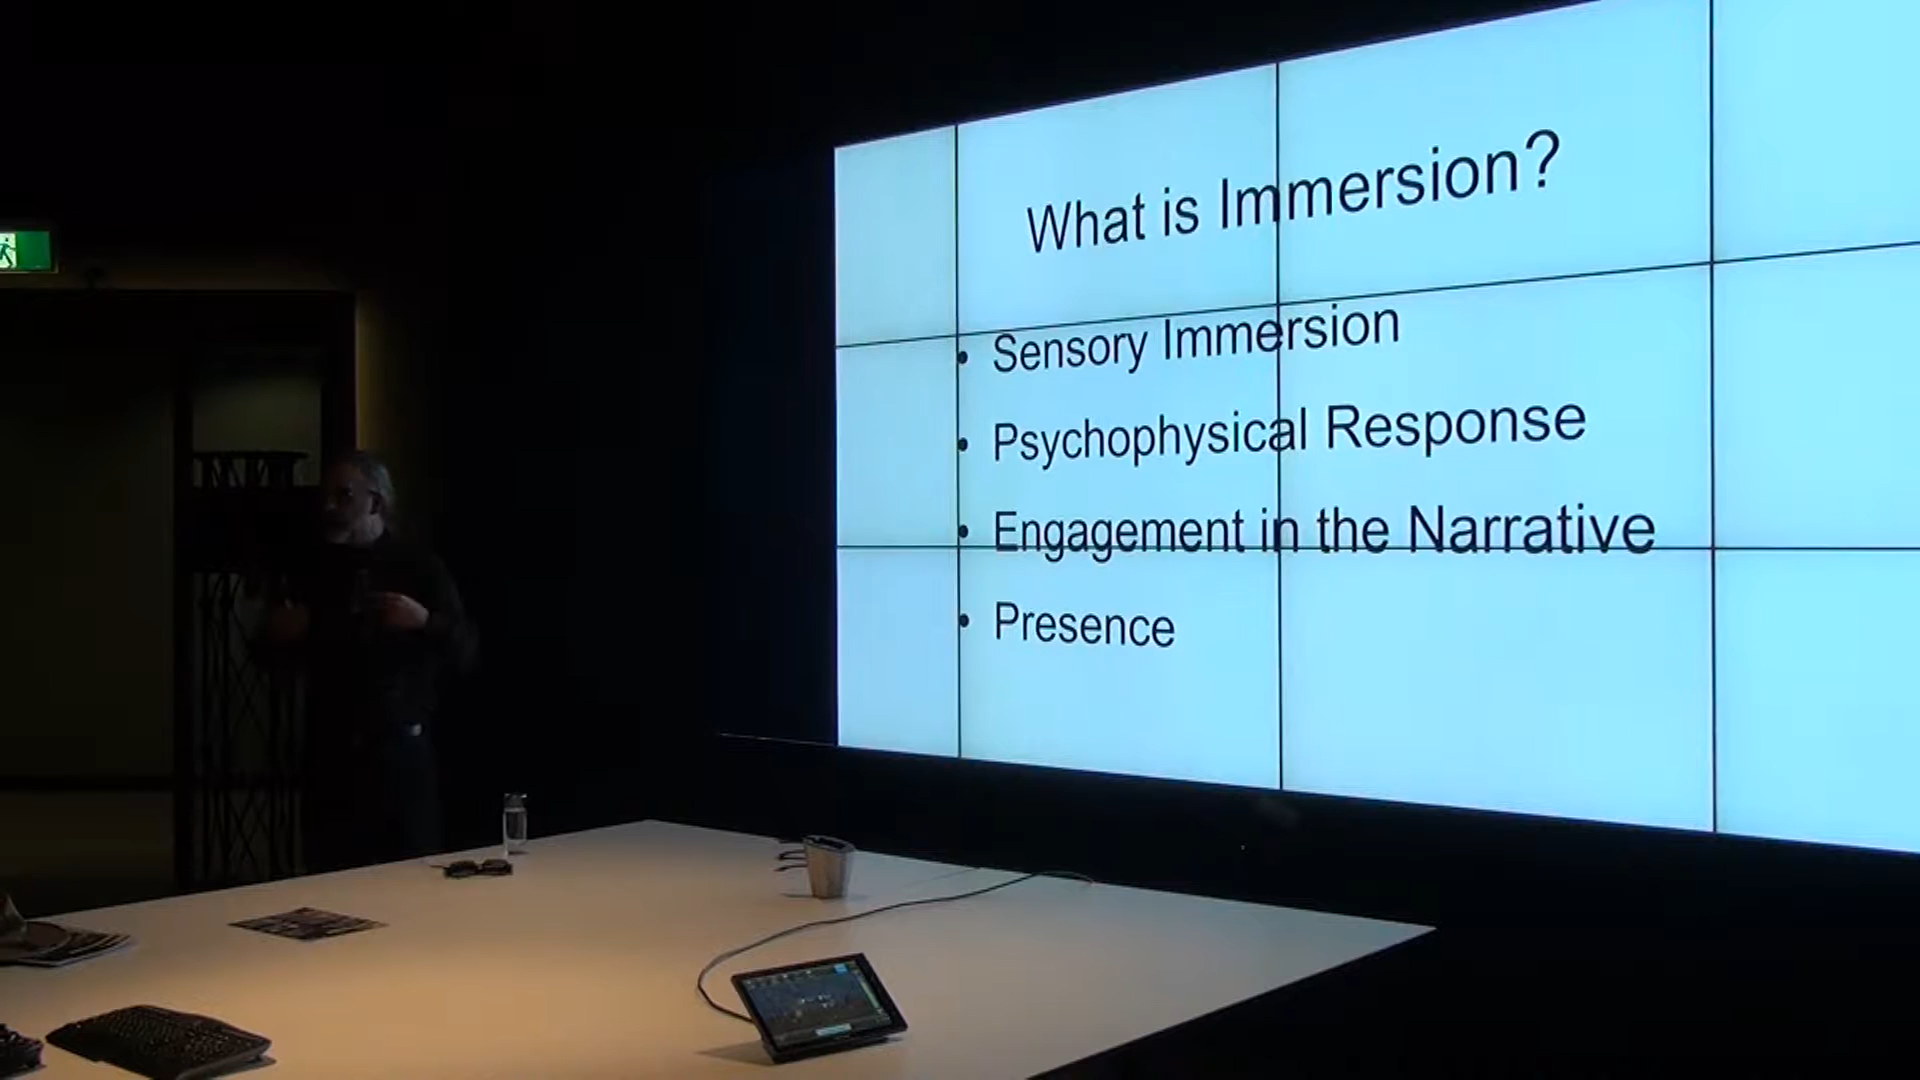 What is Immersion?
• Sensory Immersion
• Psychophysical Response
• Engagement in the Narrative
• Presence